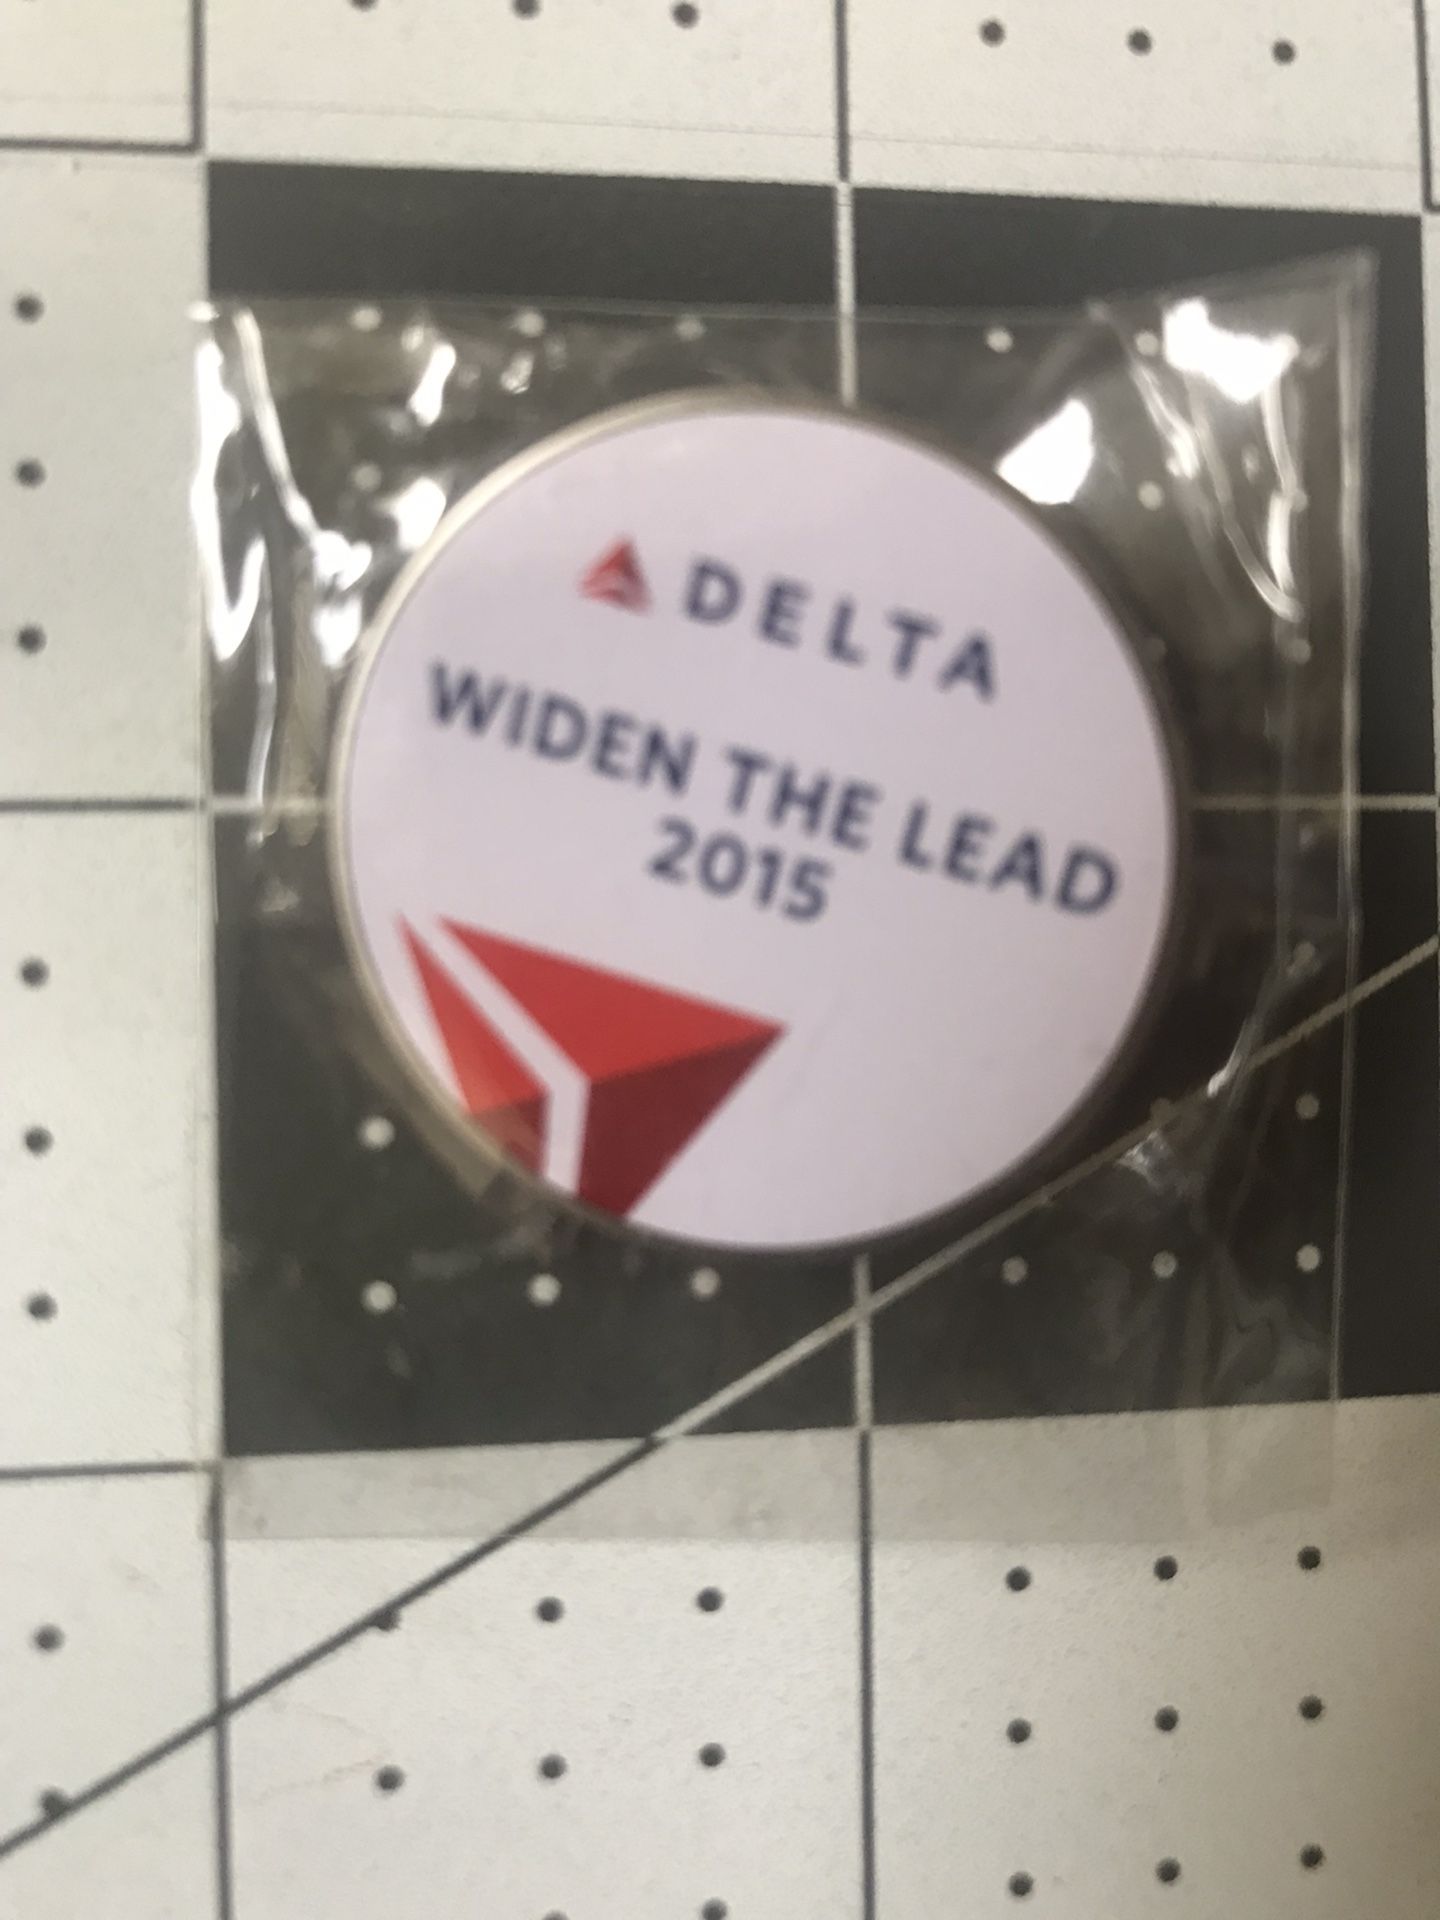 DELTA
WIDEN THE LEAD
2015